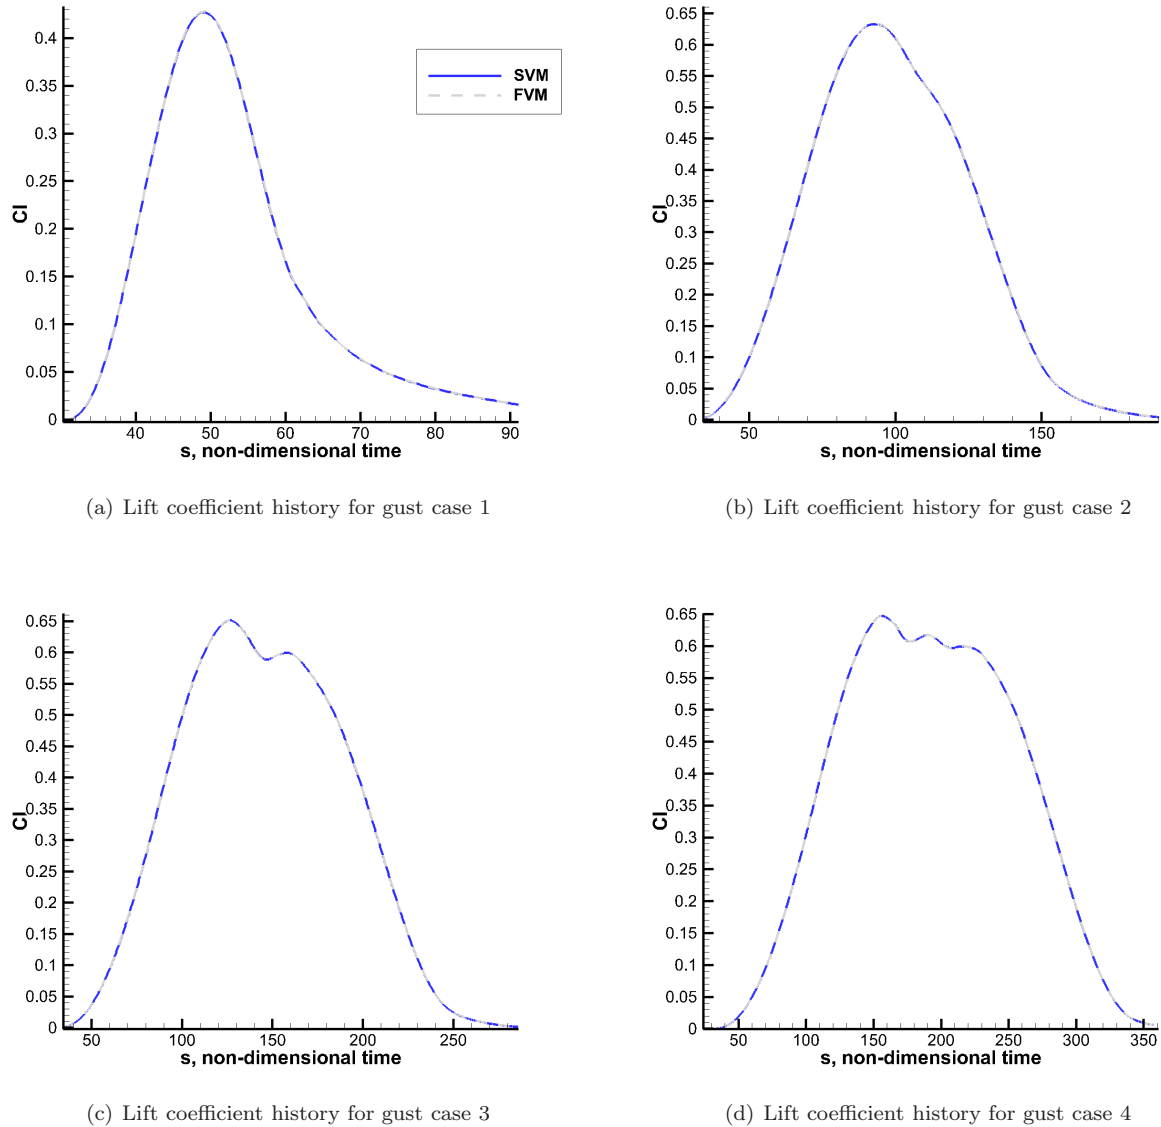 0.4
0.35
0.3
0.25
0.2
0.15
0.1
0.05
0
Cl
SVM
FVM
40 50 60 70 80 90
s, non-dimensional time
(a) Lift coefficient history for gust case 1
0.65
0.6
0.55
0.5
0.45
0.4
0.35
0.3
0.25
0.2
0.15
0.1
0.05
0
Cl
50 100 150
s, non-dimensional time
(b) Lift coefficient history for gust case 2
0.65
0.6
0.55
0.5
0.45
0.4
0.35
0.3
0.25
0.2
0.15
0.1
0.05
0
Cl
50 100 150 200 250
s, non-dimensional time
(c) Lift coefficient history for gust case 3
0.65
0.6
0.55
0.5
0.45
0.4
0.35
0.3
0.25
0.2
0.15
0.1
0.05
0
Cl
50 100 150 200 250 300 350
s, non-dimensional time
(d) Lift coefficient history for gust case 4